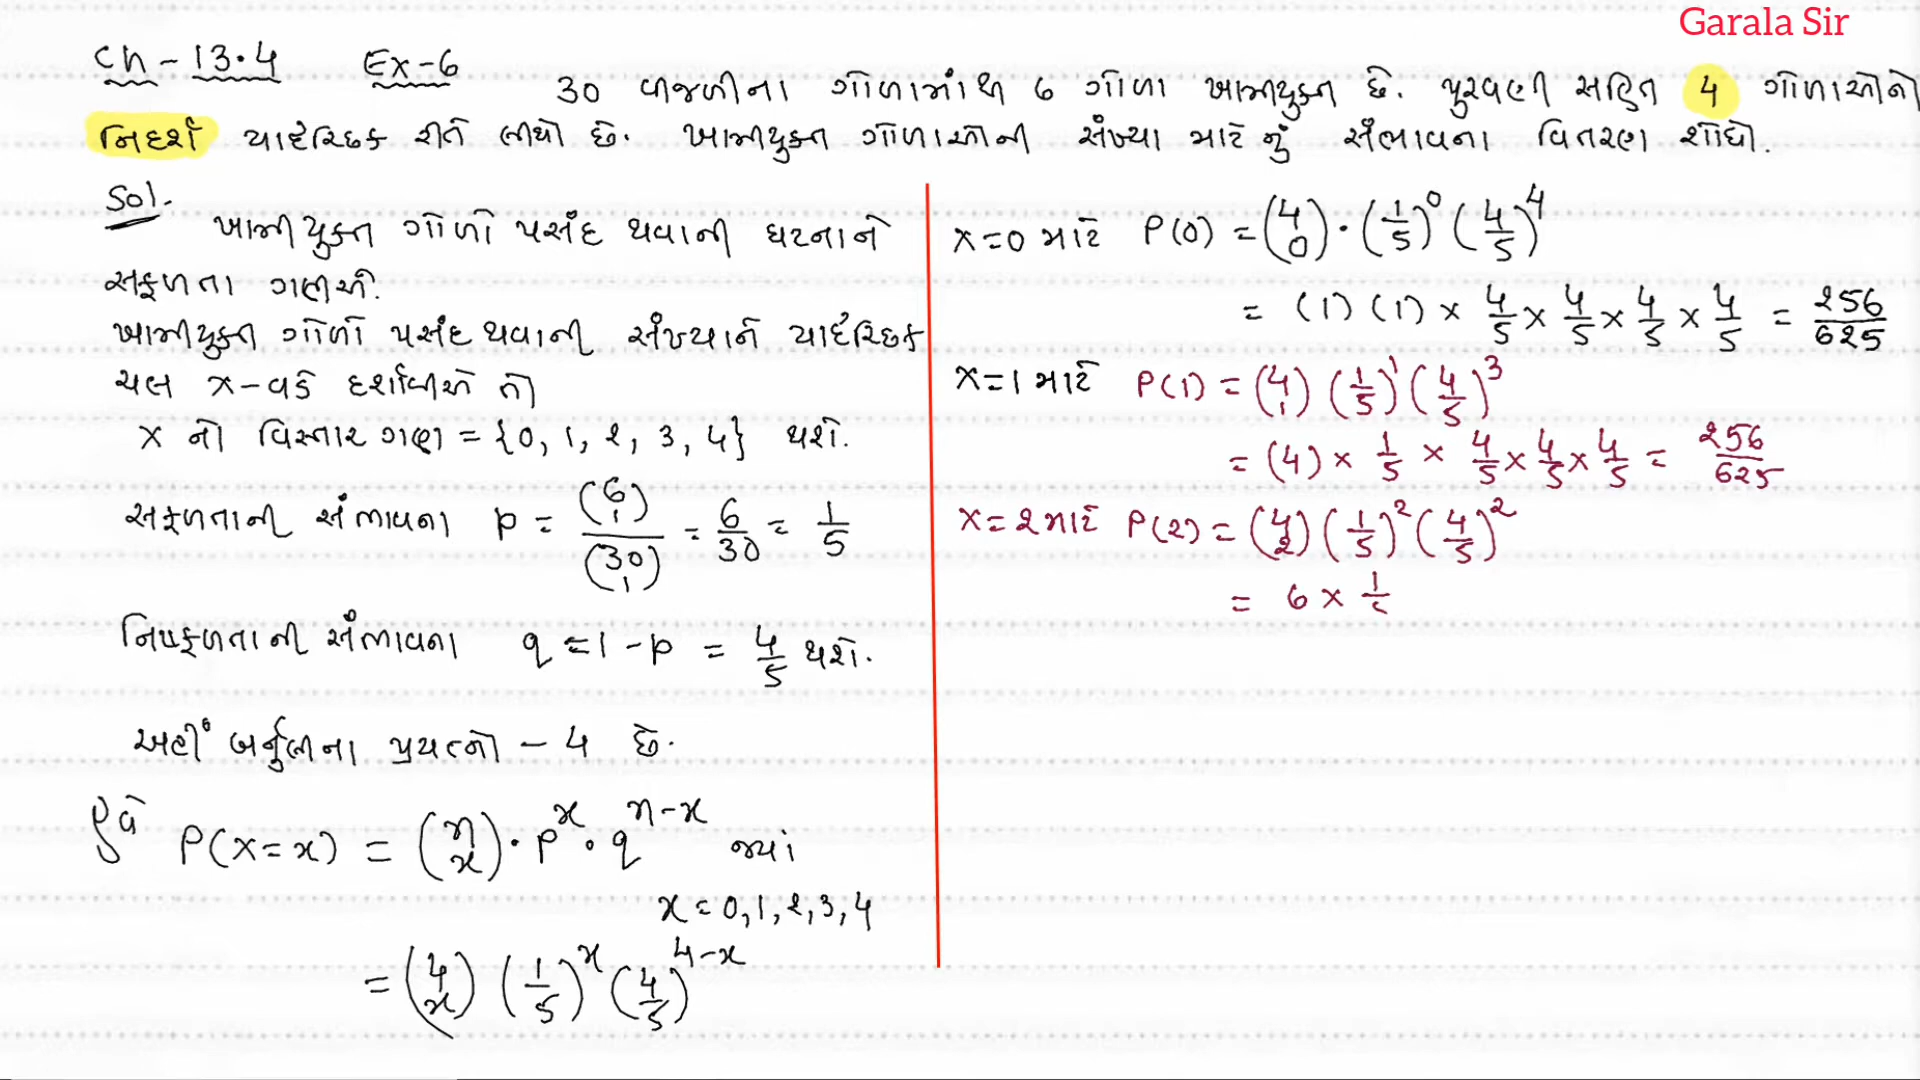 Garala Sir
Ch - 13.4 Ex-6
30 વીજળીના ગોળામાંથી 6 ગોળા ખામીયુક્ત છે. પુરવણી સહિત 4 ગોળાઓનો
નિદર્શ યાદૈચ્છિક રીતે લીધો છે. ખામીયુક્ત ગોળાઓની સંખ્યા માટે નું સંભાવના વિતરણ શોધો.
Sol.
ખામીયુક્ત ગોળો પસંદ થવાની ઘટનાને
સફળતા ગણીએ.
ખામીયુક્ત ગોળો પસંદ થવાની સંખ્યાને યાદૈચ્છિક
ચલ x-વડે દર્શાવીએ તો
X નો વિસ્તાર ગણ = {0, 1, 2, 3, 4} થશે.
સફળતાની સંભાવના p = (6 1)/(30 1) = 6/30 = 1/5
નિષ્ફળતાની સંભાવના q = 1 - p = 4/5 થશે.
અહીં બર્નુલીના પ્રયત્નો - 4 છે.
હવે P(X=x) = (n x) · p^x · q^(n-x) જ્યાં
x = 0, 1, 2, 3, 4
= (4 x) (1/5)^x (4/5)^(4-x)
x=0 માટે P(0) = (4 0) · (1/5)^0 (4/5)^4
= (1) (1) × 4/5 × 4/5 × 4/5 × 4/5 = 256/625
x=1 માટે P(1) = (4 1) (1/5)^1 (4/5)^3
= (4) × 1/5 × 4/5 × 4/5 × 4/5 = 256/625
x=2 માટે P(2) = (4 2) (1/5)^2 (4/5)^2
= 6 × 1/5